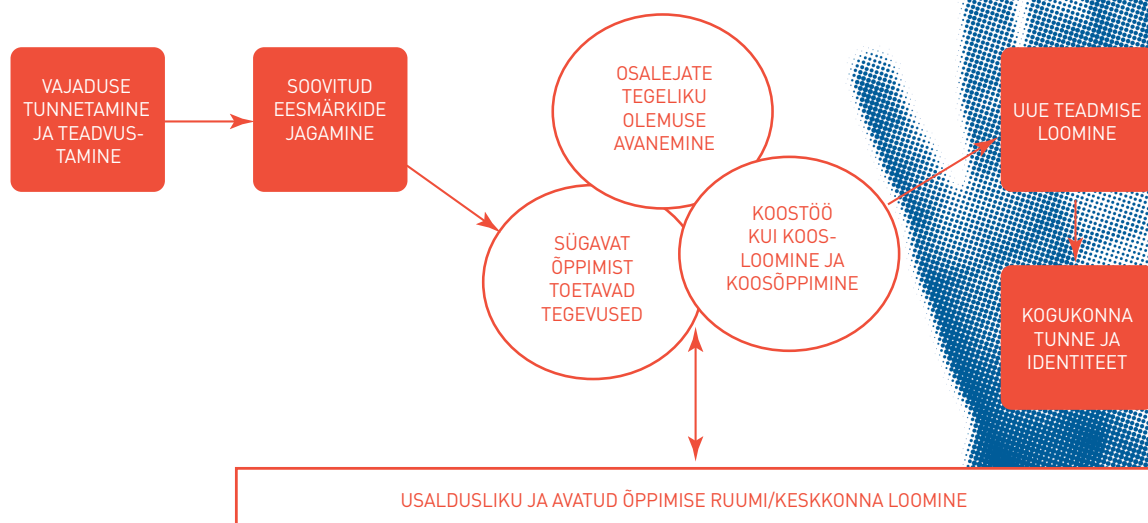 VAJADUSE
TUNNETAMINE
JA TEADVUS-
TAMINE
SOOVITUD
EESMÄRKIDE
JAGAMINE
OSALEJATE
TEGELIKU
OLEMUSE
AVANEMINE
SÜGAVAT
ÕPPIMIST
TOETAVAD
TEGEVUSED
KOOSTÖÖ
KUI KOOS-
LOOMINE JA
KOOSÕPPIMINE
UUE TEADMISE
LOOMINE
KOGUKONNA
TUNNE JA
IDENTITEET
USALDUSLIKU JA AVATUD ÕPPIMISE RUUMI/KESKKONNA LOOMINE